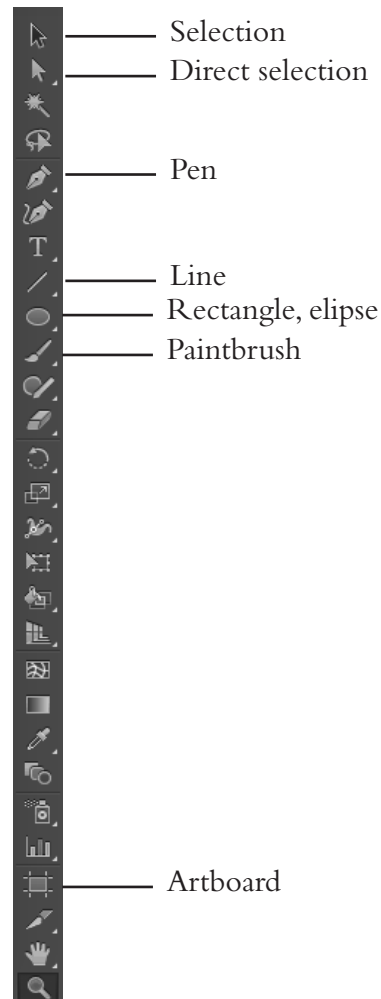 Selection
Direct selection
Pen
T
Line
Rectangle, elipse
Paintbrush
Artboard